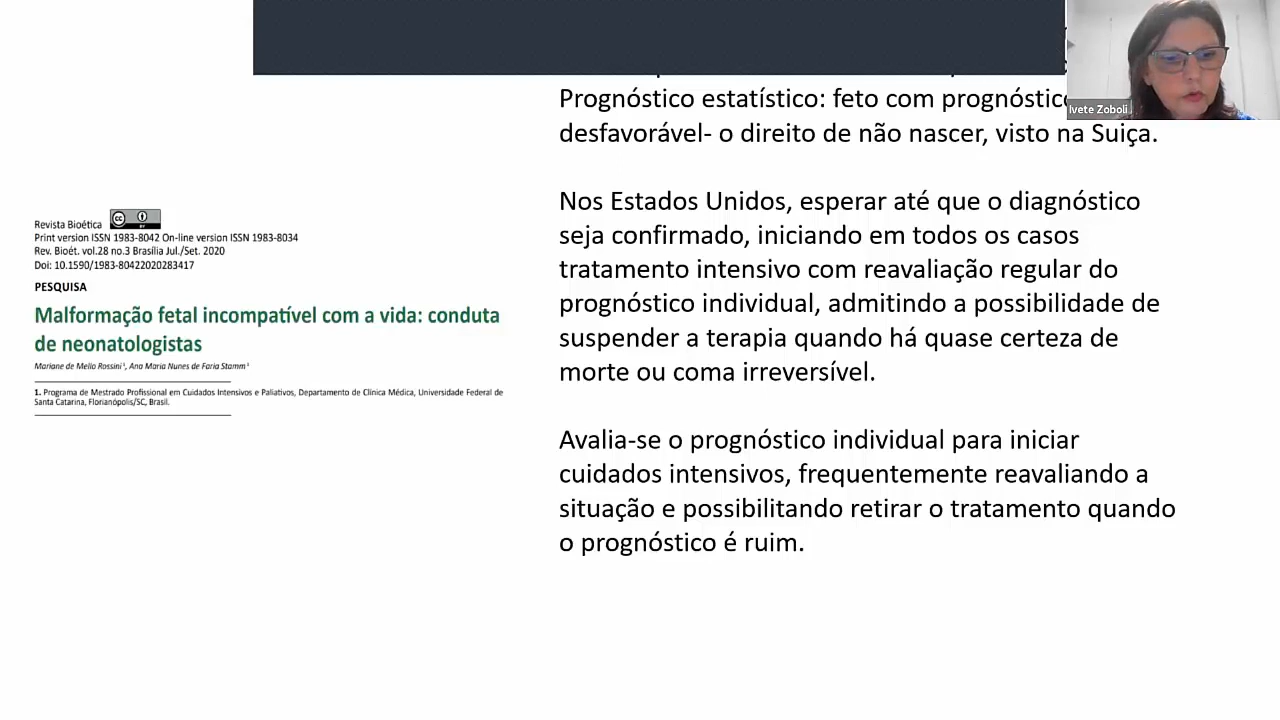 Ivete Zoboli
Prognóstico estatístico: feto com prognóstico
desfavorável- o direito de não nascer, visto na Suiça.
Nos Estados Unidos, esperar até que o diagnóstico
seja confirmado, iniciando em todos os casos
tratamento intensivo com reavaliação regular do
prognóstico individual, admitindo a possibilidade de
suspender a terapia quando há quase certeza de
morte ou coma irreversível.
Avalia-se o prognóstico individual para iniciar
cuidados intensivos, frequentemente reavaliando a
situação e possibilitando retirar o tratamento quando
o prognóstico é ruim.
Revista Bioética
cc
BY
Print version ISSN 1983-8042 On-line version ISSN 1983-8034
Rev. Bioét. vol.28 no.3 Brasília Jul./Set. 2020
Doi: 10.1590/1983-80422020283417
PESQUISA
Malformação fetal incompatível com a vida: conduta
de neonatologistas
Mariane de Mello Rossini¹, Ana Maria Nunes de Faria Stamm¹
1. Programa de Mestrado Profissional em Cuidados Intensivos e Paliativos, Departamento de Clínica Médica, Universidade Federal de
Santa Catarina, Florianópolis/SC, Brasil.